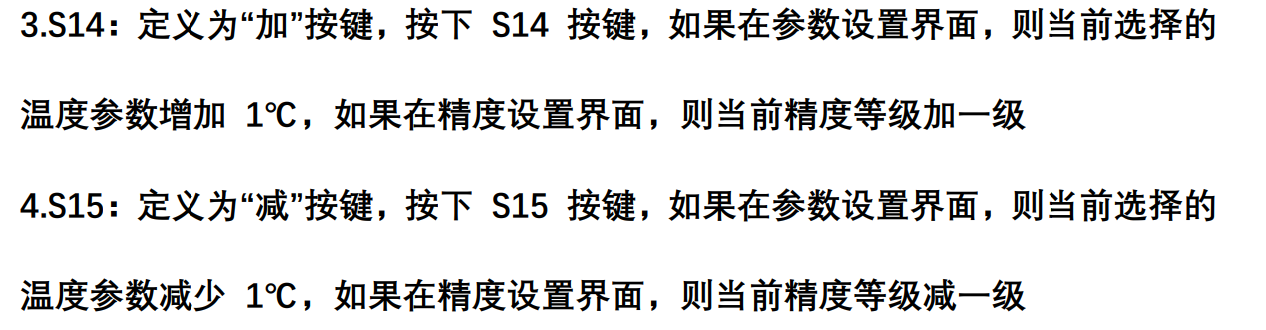 3.S14：定义为“加”按键，按下 S14 按键，如果在参数设置界面，则当前选择的
温度参数增加 1℃，如果在精度设置界面，则当前精度等级加一级
4.S15：定义为“减”按键，按下 S15 按键，如果在参数设置界面，则当前选择的
温度参数减少 1℃，如果在精度设置界面，则当前精度等级减一级